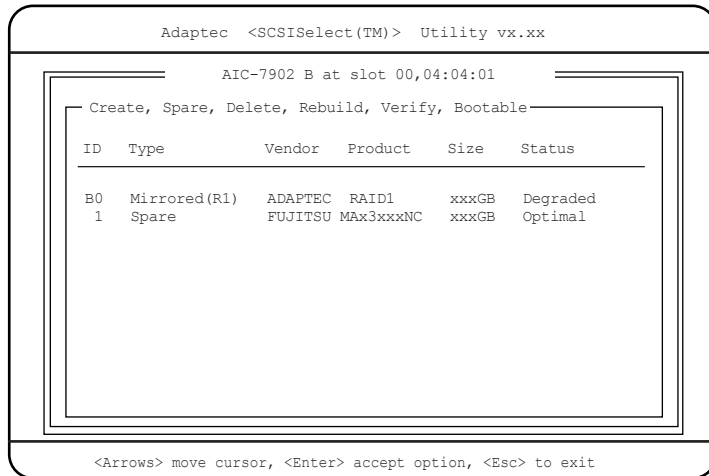 Adaptec <SCSISelect(TM)> Utility vx.xx
AIC-7902 B at slot 00,04:04:01
Create, Spare, Delete, Rebuild, Verify, Bootable
ID Type Vendor Product Size Status
B0 Mirrored(R1) ADAPTEC RAID1 xxxGB Degraded
1 Spare FUJITSU MAx3xxxNC xxxGB Optimal
<Arrows> move cursor, <Enter> accept option, <Esc> to exit